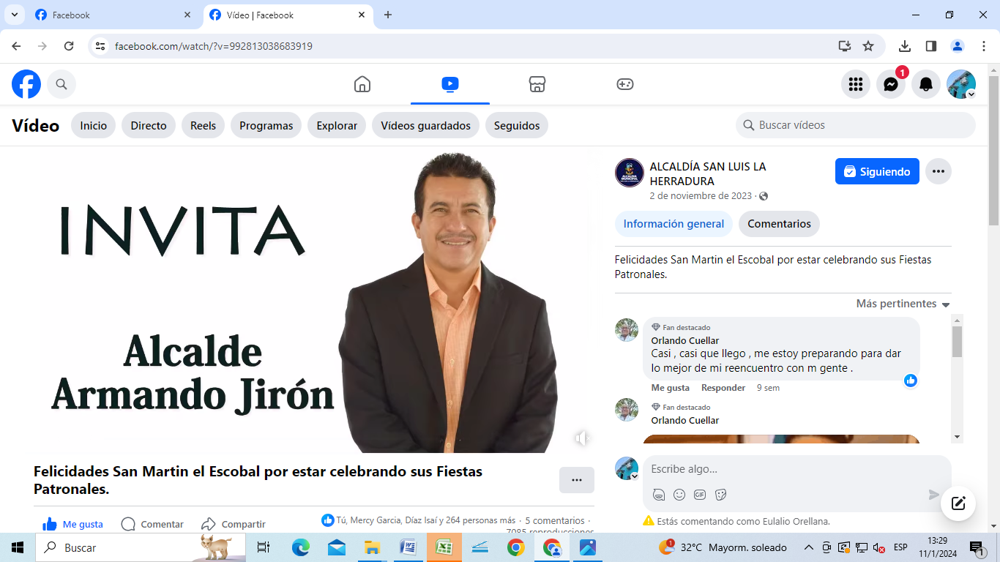 Facebook
Vídeo | Facebook
facebook.com/watch/?v=992813038683919
1
Vídeo
Inicio
Directo
Reels
Programas
Explorar
Vídeos guardados
Seguidos
Buscar vídeos
INVITA
Alcalde
Armando Jirón
ALCALDÍA SAN LUIS LA
HERRADURA
2 de noviembre de 2023 ·
Siguiendo
Información general
Comentarios
Felicidades San Martin el Escobal por estar celebrando sus Fiestas
Patronales.
Más pertinentes
Fan destacado
Orlando Cuellar
Casi , casi que llego , me estoy preparando para dar
lo mejor de mi reencuentro con m gente .
Me gusta Responder 9 sem
Fan destacado
Orlando Cuellar
Escribe algo...
GIF
Estás comentando como Eulalio Orellana.
Felicidades San Martin el Escobal por estar celebrando sus Fiestas
Patronales.
Me gusta
Comentar
Compartir
Tú, Mercy Garcia, Díaz Isaí y 264 personas más · 5 comentarios ·
7085 reproducciones
Buscar
1
32°C Mayorm. soleado
ESP
13:29
11/1/2024
1